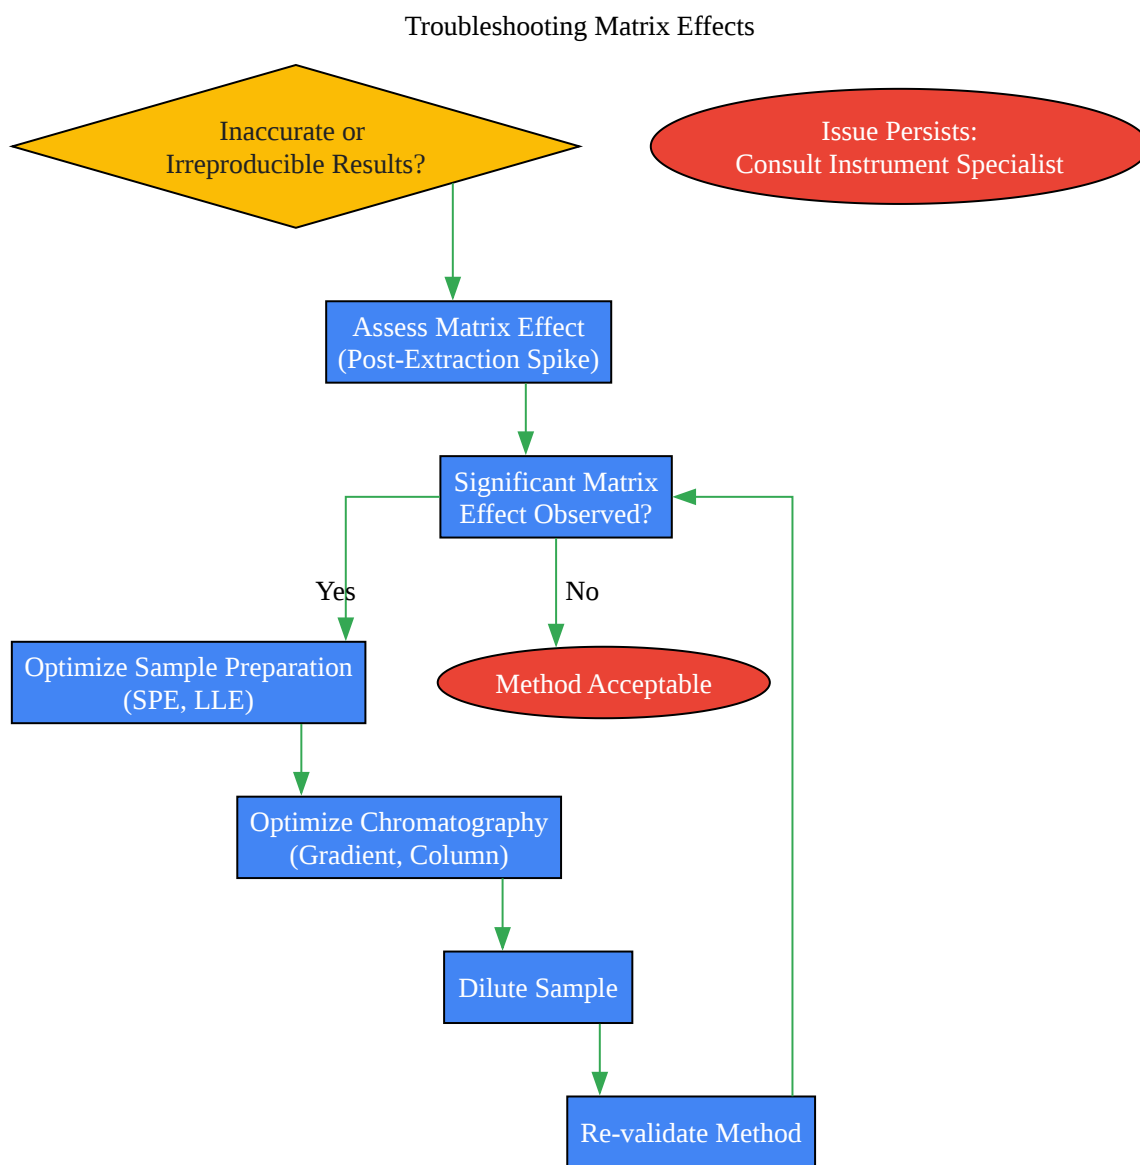 Troubleshooting Matrix Effects
Inaccurate or
Irreproducible Results?
Issue Persists:
Consult Instrument Specialist
Assess Matrix Effect
(Post-Extraction Spike)
Significant Matrix
Effect Observed?
Yes
No
Optimize Sample Preparation
(SPE, LLE)
Method Acceptable
Optimize Chromatography
(Gradient, Column)
Dilute Sample
Re-validate Method